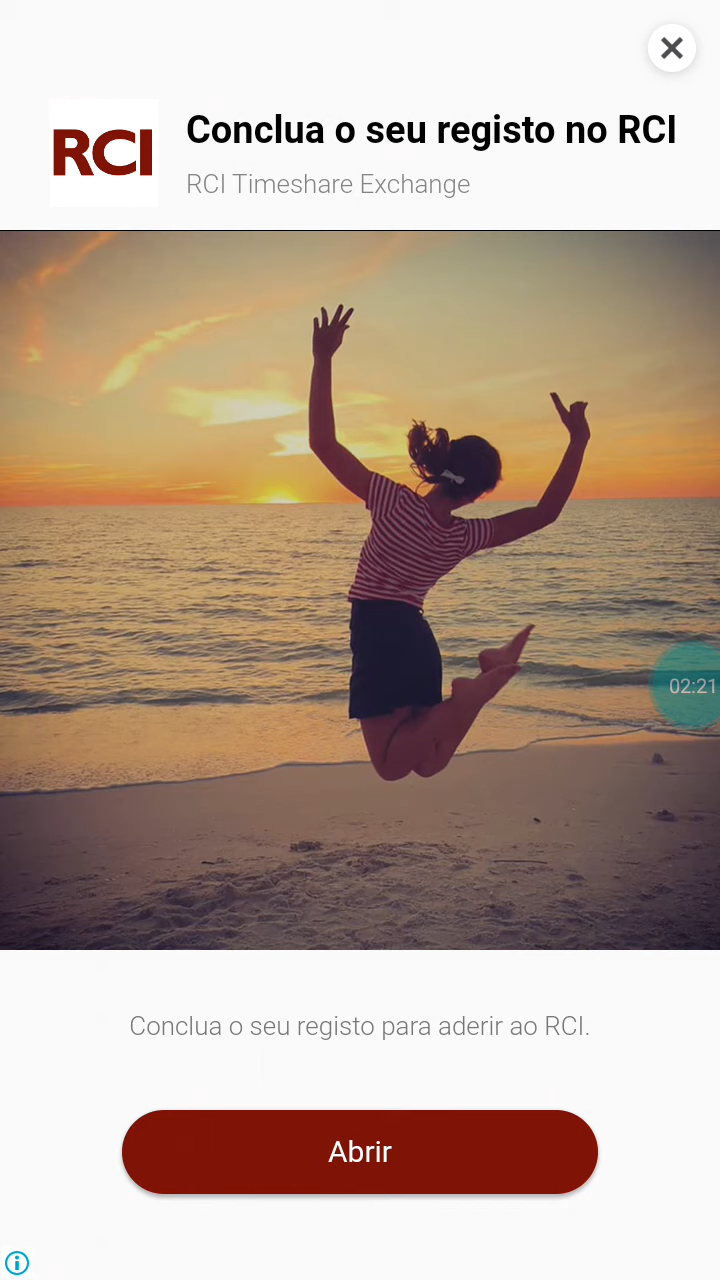 RCI
Conclua o seu registo no RCI
RCI Timeshare Exchange
02:21
Conclua o seu registo para aderir ao RCI.
Abrir